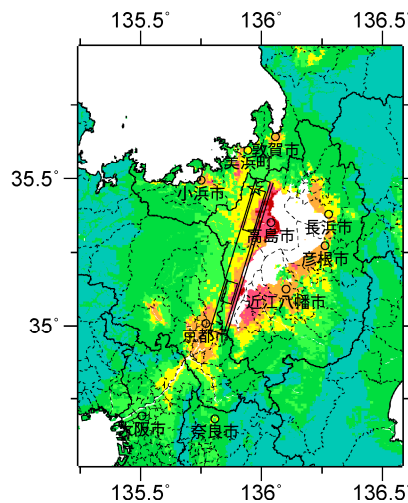 135.5˚
136˚
136.5˚
敦賀市
美浜町
35.5˚
小浜市
長浜市
高島市
彦根市
近江八幡市
35˚
京都市
大阪市
奈良市
135.5˚
136˚
136.5˚